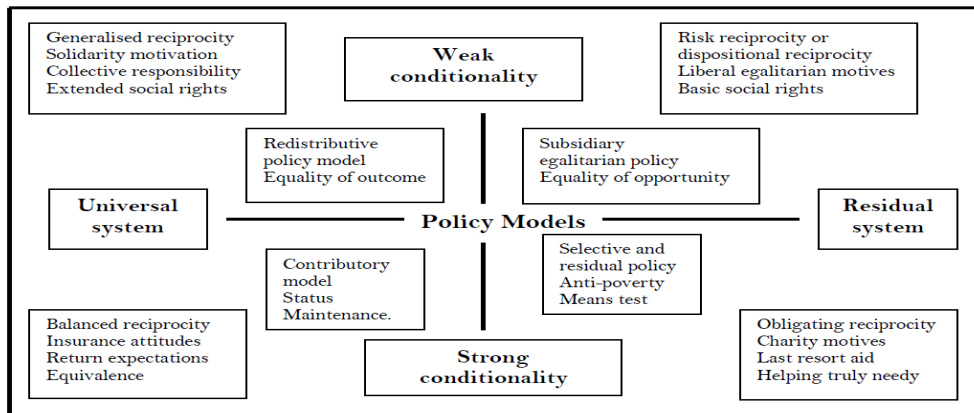 Generalised reciprocity
Solidarity motivation
Collective responsibility
Extended social rights
Weak
conditionality
Risk reciprocity or
dispositional reciprocity
Liberal egalitarian motives
Basic social rights
Redistributive
policy model
Equality of outcome
Subsidiary
egalitarian policy
Equality of opportunity
Universal
system
Policy Models
Residual
system
Contributory
model
Status
Maintenance.
Selective and
residual policy
Anti-poverty
Means test
Balanced reciprocity
Insurance attitudes
Return expectations
Equivalence
Strong
conditionality
Obligating reciprocity
Charity motives
Last resort aid
Helping truly needy